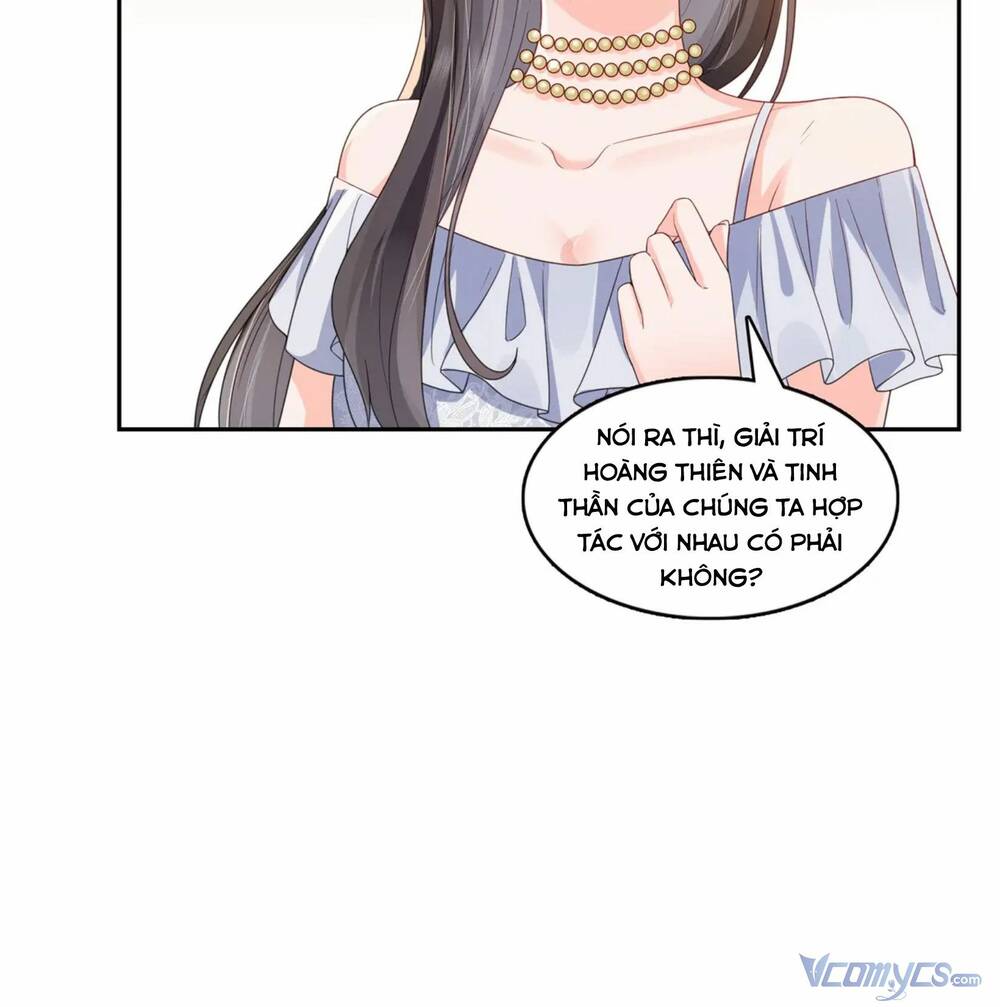 NÓI RA THÌ, GIẢI TRÍ
HOÀNG THIÊN VÀ TINH
THẦN CỦA CHÚNG TA HỢP
TÁC VỚI NHAU CÓ PHẢI
KHÔNG?
VCOMYCS.COM